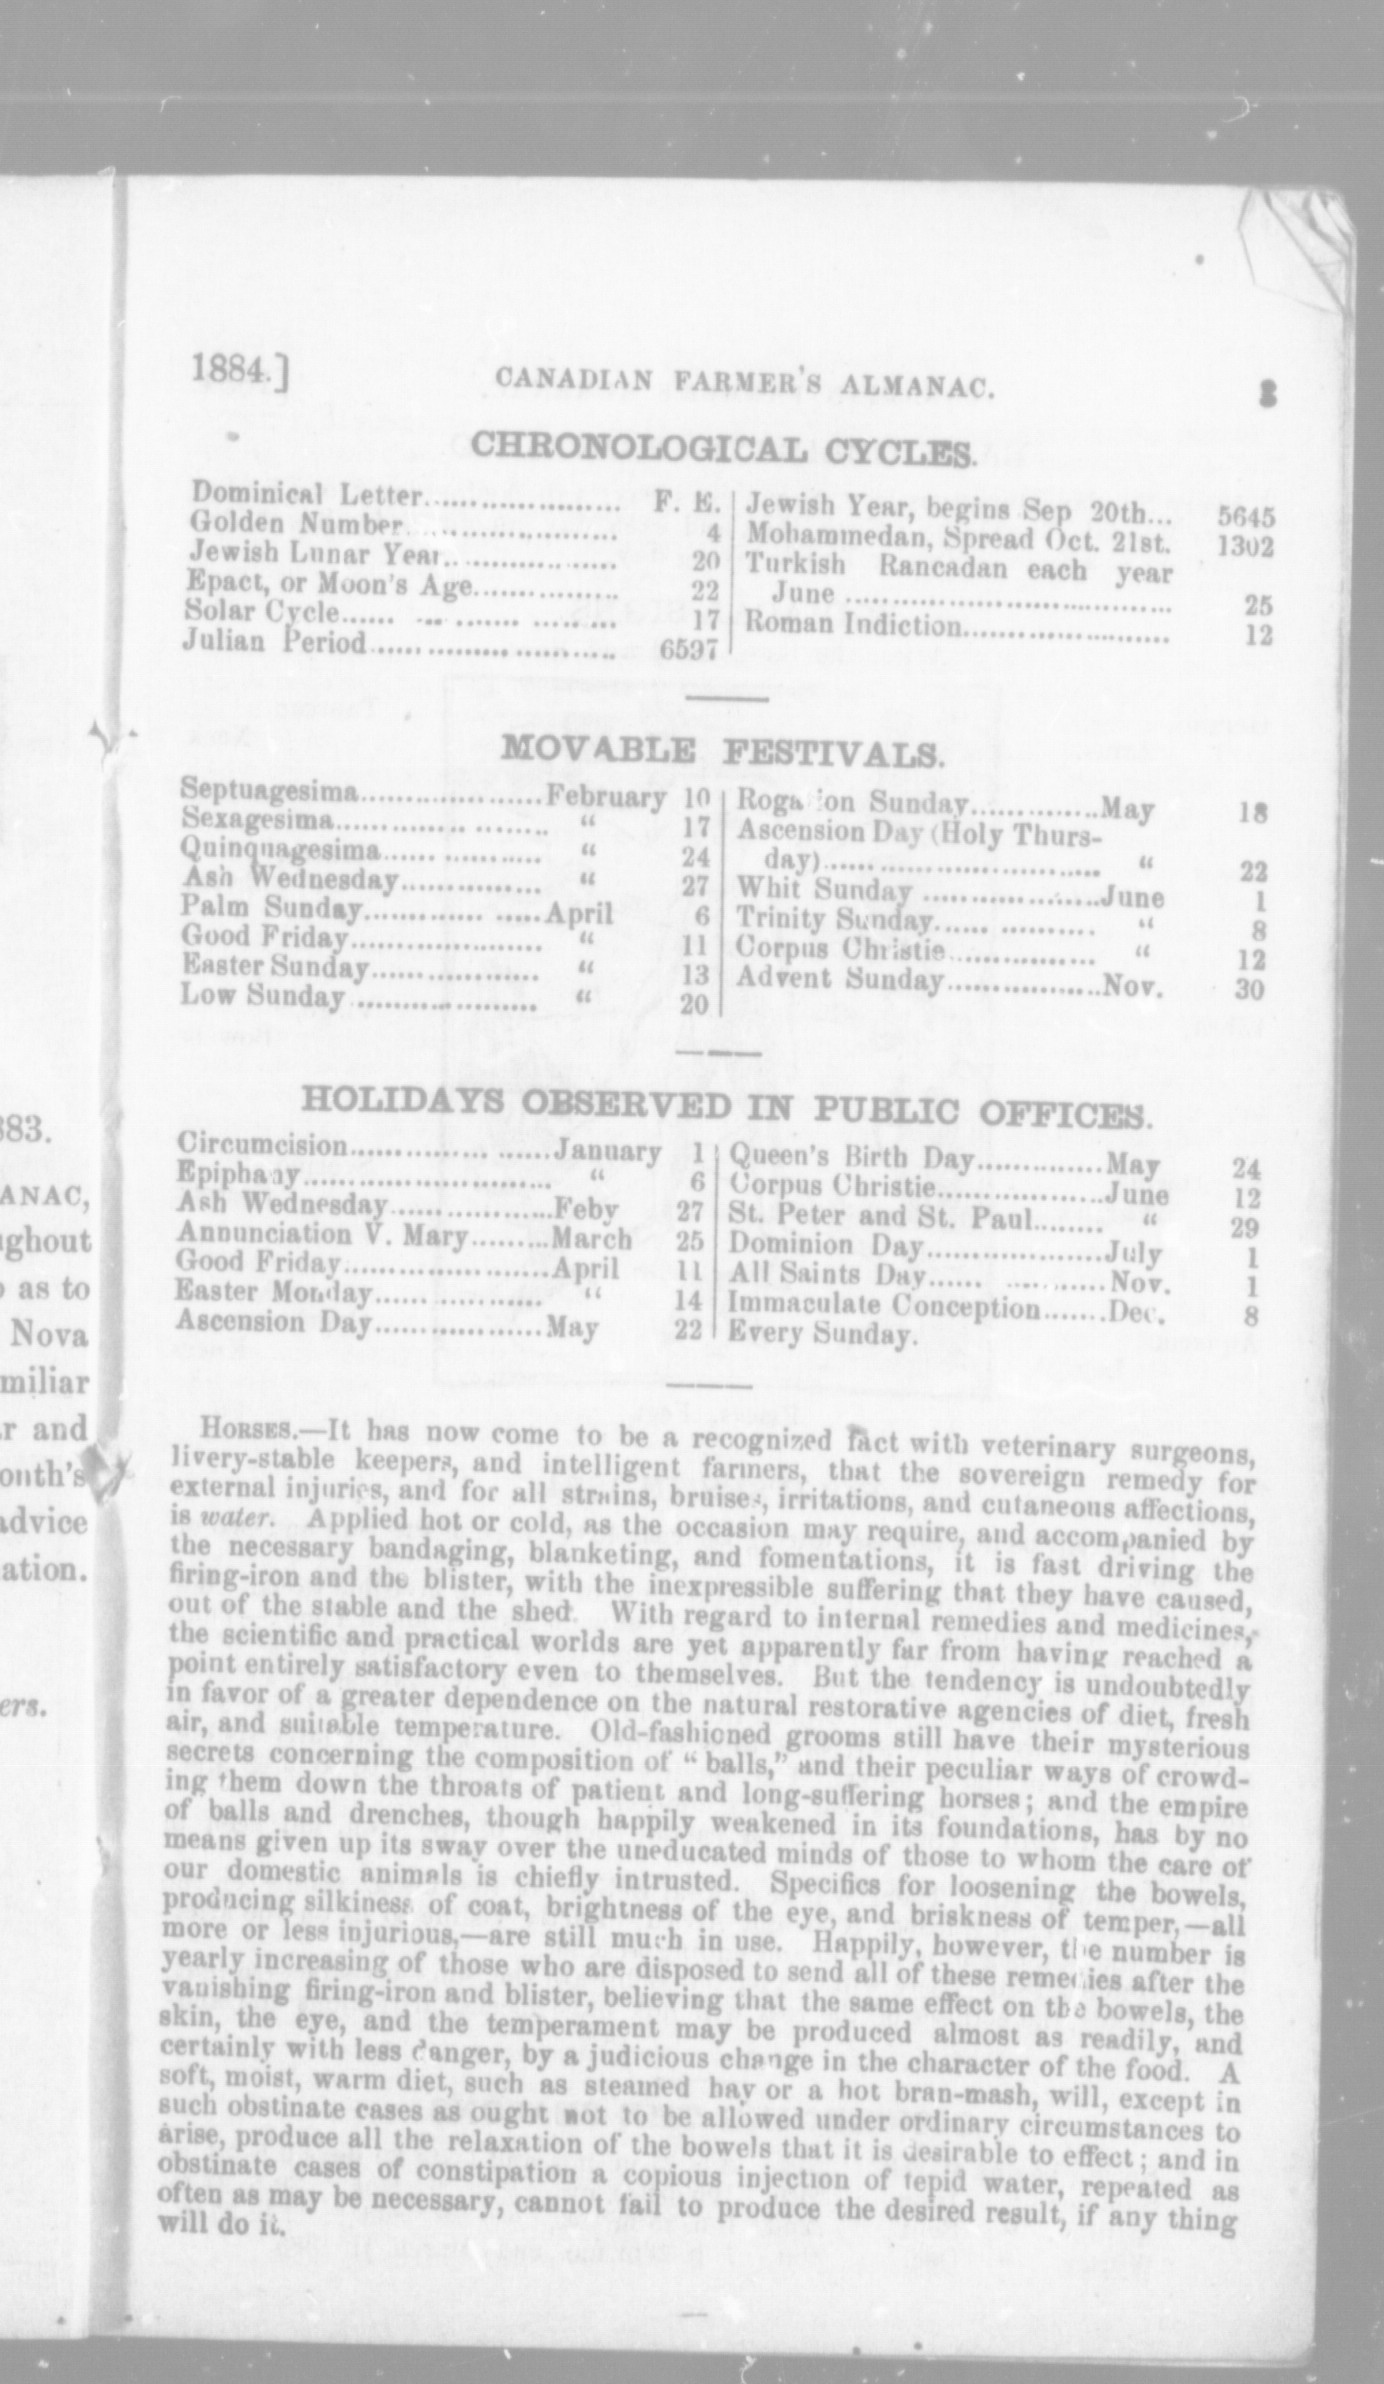 1884.] CANADIAN FARMER'S ALMANAC. 3
CHRONOLOGICAL CYCLES.
Dominical Letter..................... F. E.
Golden Number..................... 4
Jewish Lunar Year................... 20
Epact, or Moon's Age................ 22
Solar Cycle...... ... ....... ......... 17
Julian Period............................ 6597
Jewish Year, begins Sep 20th... 5645
Mohammedan, Spread Oct. 21st. 1302
Turkish Rancadan each year
June ................................... 25
Roman Indiction....................... 12
MOVABLE FESTIVALS.
Septuagesima....................February 10
Sexagesima.............. ........ " 17
Quinquagesima...... ........... " 24
Ash Wednesday................ " 27
Palm Sunday............. .....April 6
Good Friday..................... " 11
Easter Sunday.................. " 13
Low Sunday .................... " 20
Roga ion Sunday..............May 18
Ascension Day (Holy Thurs-
day).............................. " 22
Whit Sunday ...................June 1
Trinity Sunday...... .......... " 8
Corpus Christie................ " 12
Advent Sunday.................Nov. 30
HOLIDAYS OBSERVED IN PUBLIC OFFICES.
Circumcision............... ......January 1
Epiphany........................... " 6
Ash Wednesday..................Feby 27
Annunciation V. Mary.........March 25
Good Friday.......................April 11
Easter Monday...... ............ " 14
Ascension Day..................May 22
Queen's Birth Day..............May 24
Corpus Christie..................June 12
St. Peter and St. Paul........ " 29
Dominion Day...................July 1
All Saints Day...... ...........Nov. 1
Immaculate Conception.......Dec. 8
Every Sunday.
HORSES.—It has now come to be a recognized fact with veterinary surgeons,
livery-stable keepers, and intelligent farmers, that the sovereign remedy for
external injuries, and for all strains, bruises, irritations, and cutaneous affections,
is water. Applied hot or cold, as the occasion may require, and accompanied by
the necessary bandaging, blanketing, and fomentations, it is fast driving the
firing-iron and the blister, with the inexpressible suffering that they have caused,
out of the stable and the shed. With regard to internal remedies and medicines,
the scientific and practical worlds are yet apparently far from having reached a
point entirely satisfactory even to themselves. But the tendency is undoubtedly
in favor of a greater dependence on the natural restorative agencies of diet, fresh
air, and suitable temperature. Old-fashioned grooms still have their mysterious
secrets concerning the composition of " balls," and their peculiar ways of crowd-
ing them down the throats of patient and long-suffering horses; and the empire
of balls and drenches, though happily weakened in its foundations, has by no
means given up its sway over the uneducated minds of those to whom the care of
our domestic animals is chiefly intrusted. Specifics for loosening the bowels,
producing silkiness of coat, brightness of the eye, and briskness of temper,—all
more or less injurious,—are still much in use. Happily, however, the number is
yearly increasing of those who are disposed to send all of these remedies after the
vanishing firing-iron and blister, believing that the same effect on the bowels, the
skin, the eye, and the temperament may be produced almost as readily, and
certainly with less danger, by a judicious change in the character of the food. A
soft, moist, warm diet, such as steamed hay or a hot bran-mash, will, except in
such obstinate cases as ought not to be allowed under ordinary circumstances to
arise, produce all the relaxation of the bowels that it is desirable to effect; and in
obstinate cases of constipation a copious injection of tepid water, repeated as
often as may be necessary, cannot fail to produce the desired result, if any thing
will do it.
383.
ANAC,
ughout
o as to
Nova
miliar
r and
onth's
advice
ation.
ers.